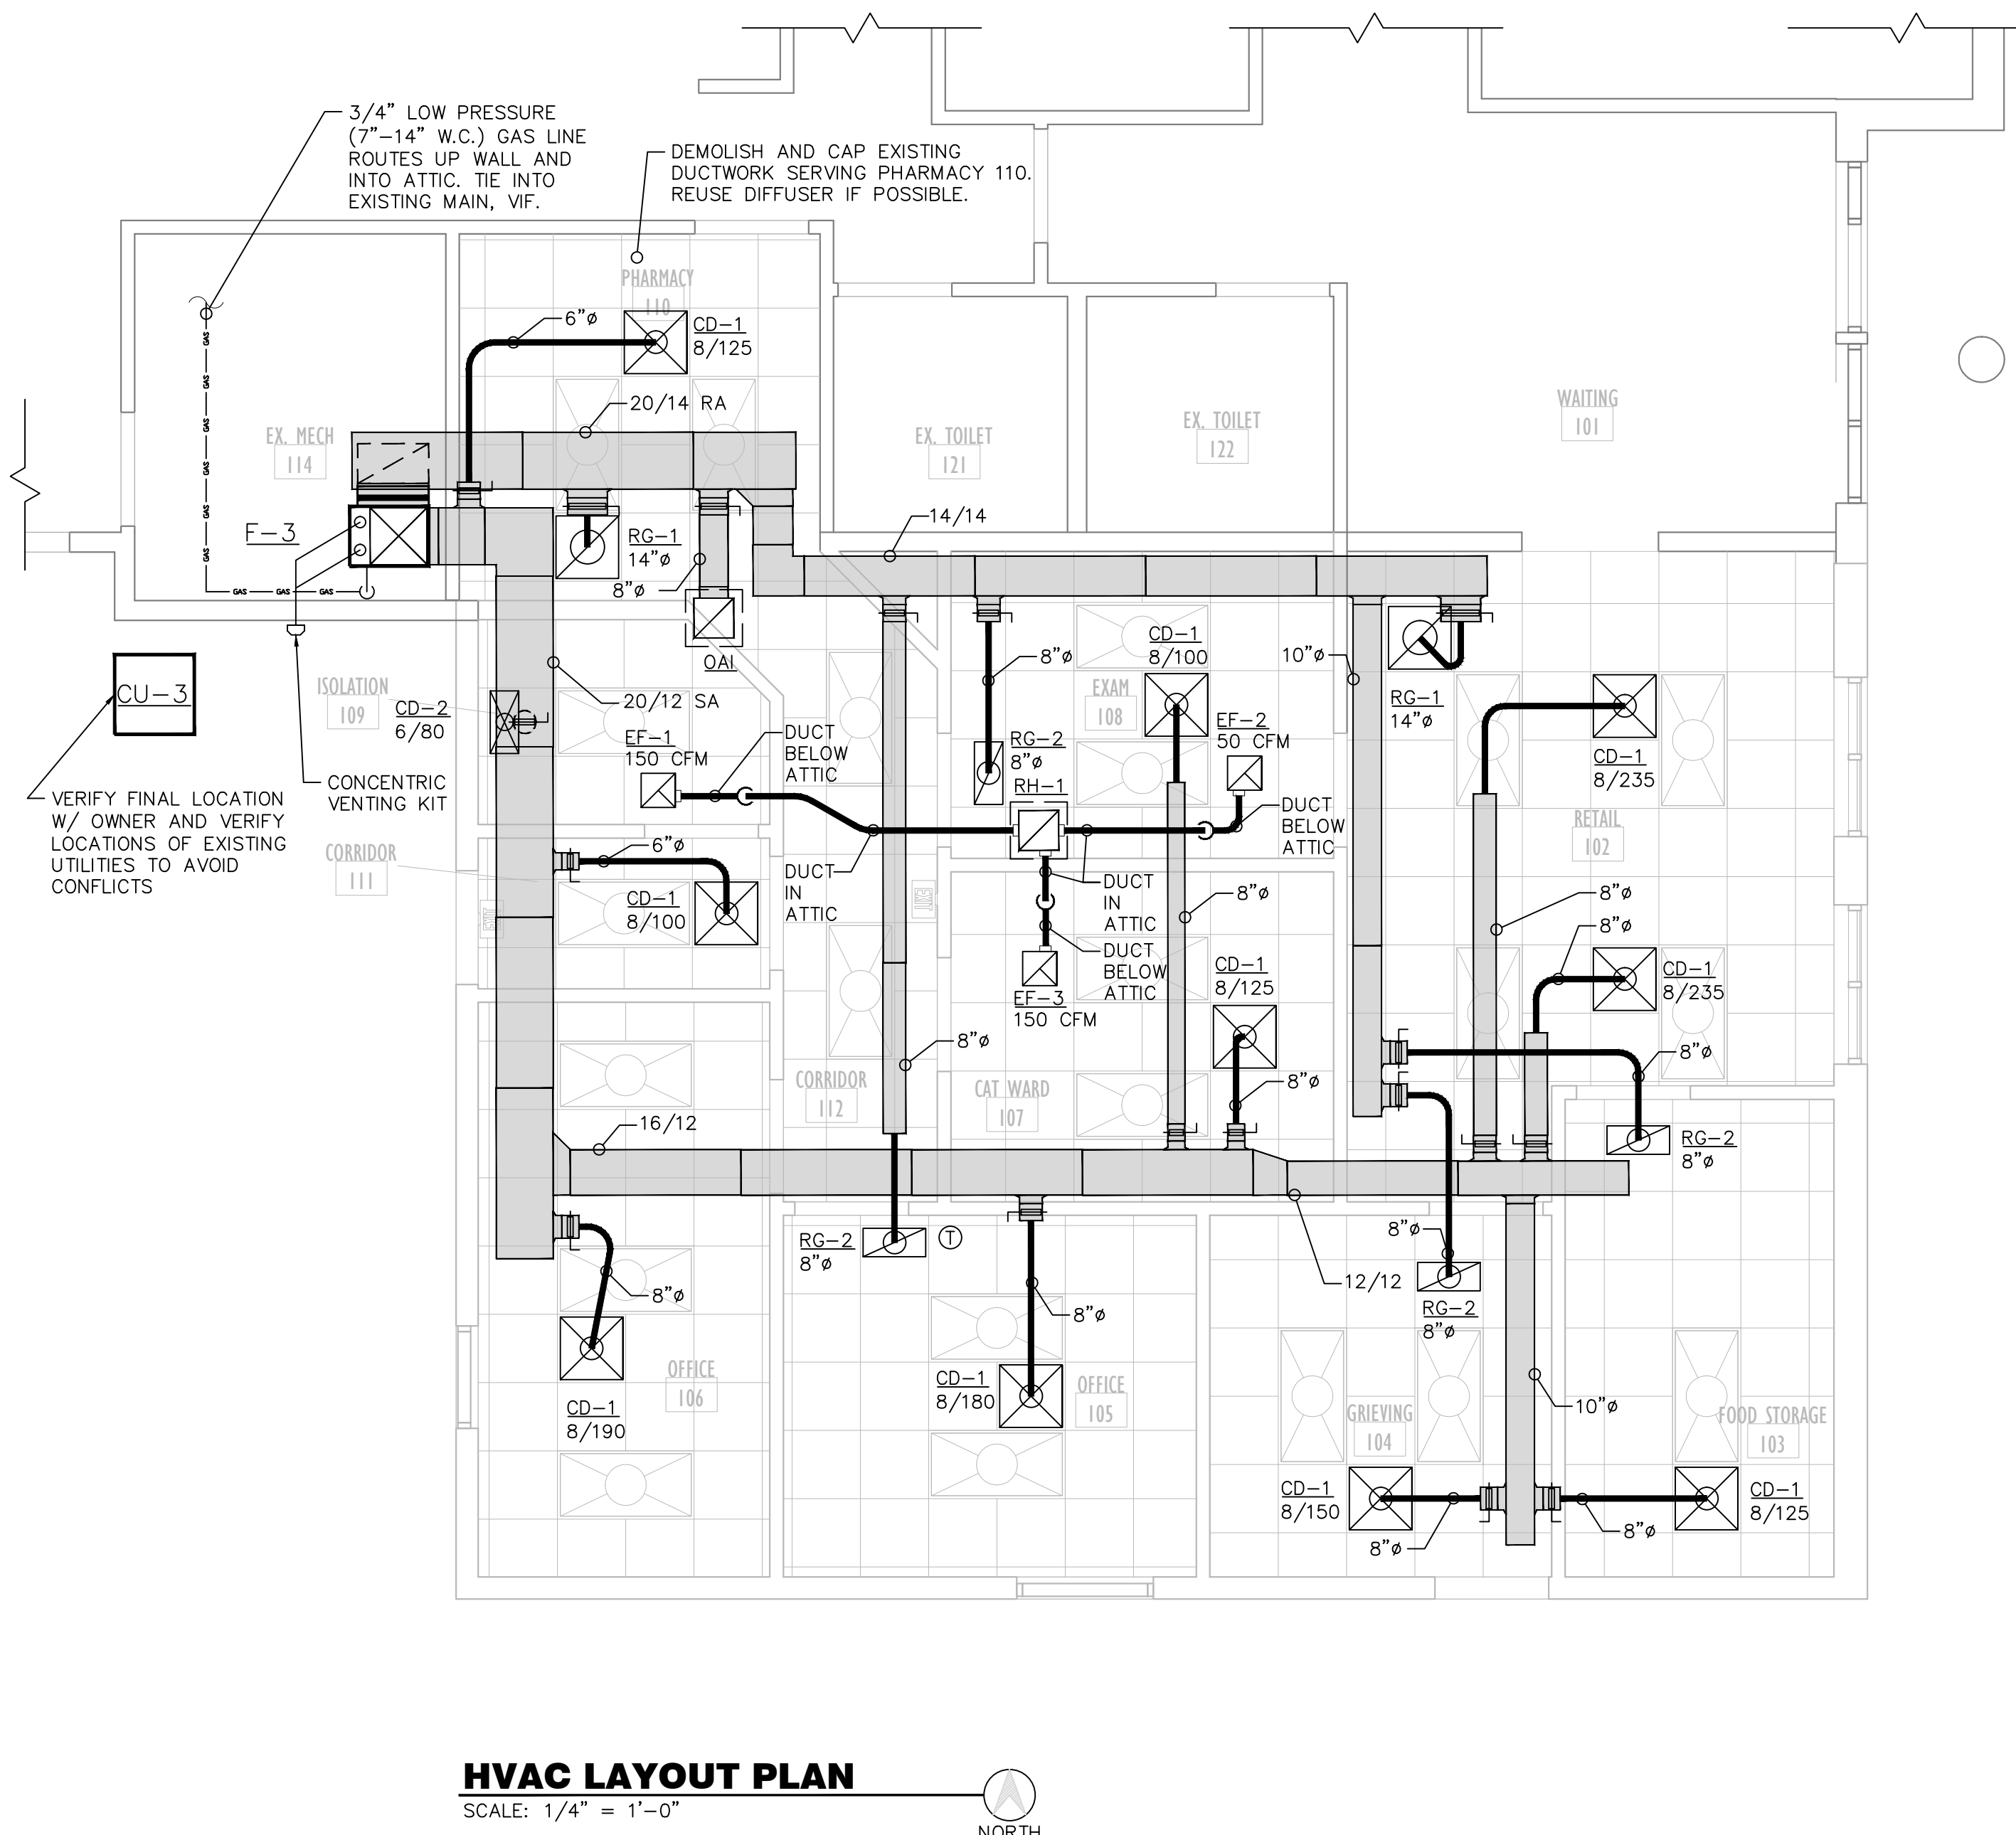 3/4" LOW PRESSURE
(7"-14" W.C.) GAS LINE
ROUTES UP WALL AND
INTO ATTIC. TIE INTO
EXISTING MAIN, VIF.
DEMOLISH AND CAP EXISTING
DUCTWORK SERVING PHARMACY 110.
REUSE DIFFUSER IF POSSIBLE.
PHARMACY
110
6"ø
CD-1
8/125
20/14 RA
EX. MECH
114
EX. TOILET
121
EX. TOILET
122
WAITING
101
GAS
GAS
GAS
GAS
GAS
GAS
GAS
GAS
F-3
RG-1
14"ø
8"ø
OAI
14/14
CU-3
ISOLATION
109
CD-2
6/80
20/12 SA
EF-1
150 CFM
DUCT
BELOW
ATTIC
8"ø
RG-2
8"ø
RH-1
EXAM
108
CD-1
8/100
EF-2
50 CFM
DUCT
BELOW
ATTIC
10"ø
RG-1
14"ø
CD-1
8/235
RETAIL
102
CONCENTRIC
VENTING KIT
VERIFY FINAL LOCATION
W/ OWNER AND VERIFY
LOCATIONS OF EXISTING
UTILITIES TO AVOID
CONFLICTS
CORRIDOR
111
6"ø
CD-1
8/100
EXIT
DUCT
IN
ATTIC
EXIT
DUCT
IN
ATTIC
DUCT
BELOW
ATTIC
EF-3
150 CFM
8"ø
CD-1
8/125
8"ø
8"ø
CD-1
8/235
8"ø
8"ø
CORRIDOR
112
CAT WARD
107
8"ø
16/12
RG-2
8"ø
RG-2
8"ø
T
8"ø
RG-2
8"ø
12/12
8"ø
8"ø
OFFICE
106
CD-1
8/190
CD-1
8/180
OFFICE
105
GRIEVING
104
10"ø
FOOD STORAGE
103
CD-1
8/150
8"ø
8"ø
CD-1
8/125
HVAC LAYOUT PLAN
SCALE: 1/4" = 1'-0"
NORTH